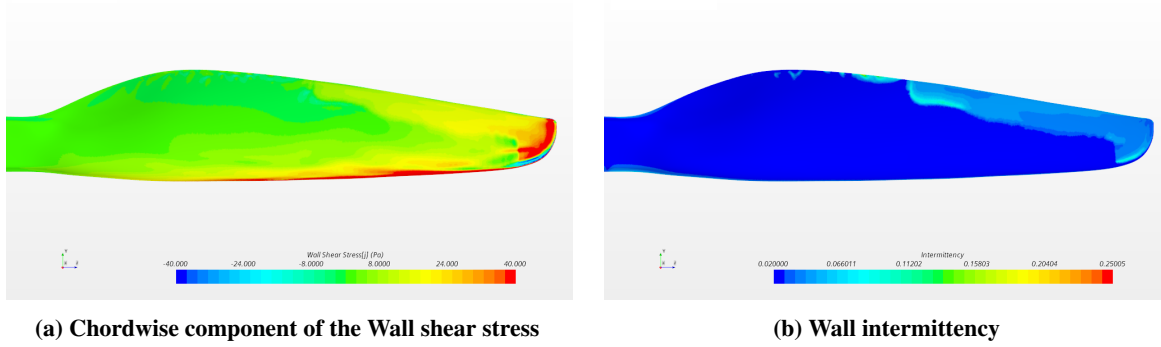 Y
X
Wall Shear Stress[j] (Pa)
-40.000 -24.000 -8.0000 8.0000 24.000 40.000
(a) Chordwise component of the Wall shear stress
Y
X
Intermittency
0.020000 0.066011 0.11202 0.15803 0.20404 0.25005
(b) Wall intermittency